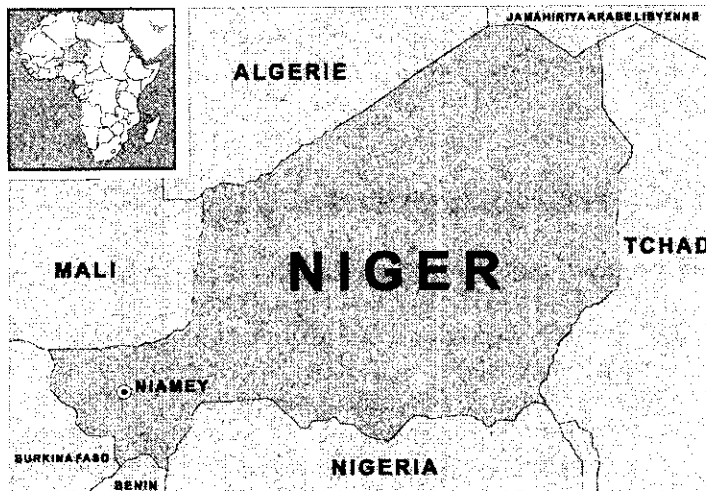 JAMAHIRIYA ARABE LIBYENNE
ALGERIE
TCHAD
MALI
NIGER
NIAMEY
BURKINA FASO
NIGERIA
BENIN